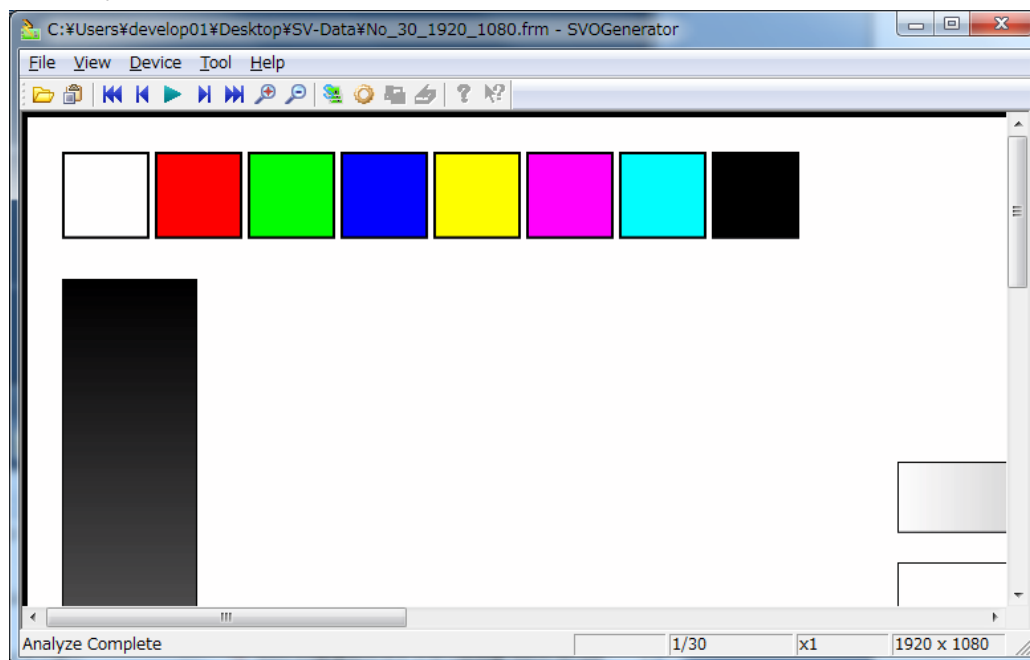 C:¥Users¥develop01¥Desktop¥SV-Data¥No_30_1920_1080.frm - SVOGenerator
File View Device Tool Help
Analyze Complete 1/30 x1 1920 x 1080